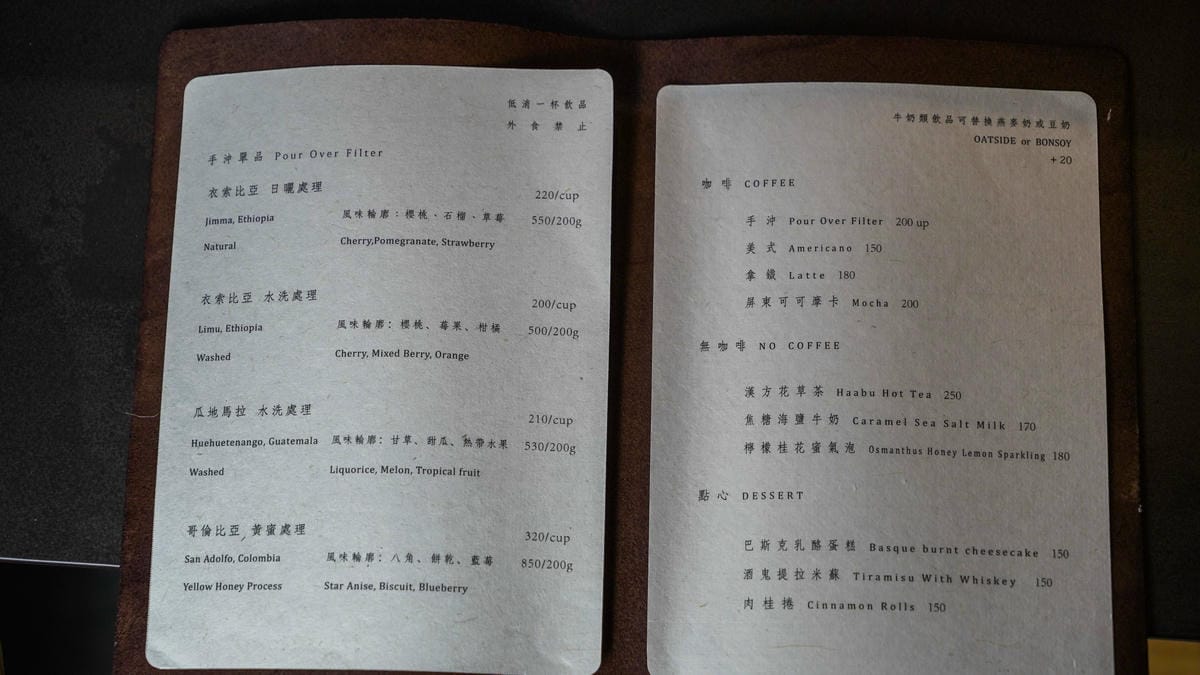 低消一杯飲品
外食禁止
手沖單品 Pour Over Filter
衣索比亞 日曬處理
220/cup
Jimma, Ethiopia 風味輪廓：櫻桃、石榴、草莓 550/200g
Natural Cherry,Pomegranate, Strawberry
衣索比亞 水洗處理
200/cup
Limu, Ethiopia 風味輪廓：櫻桃、莓果、柑橘 500/200g
Washed Cherry, Mixed Berry, Orange
瓜地馬拉 水洗處理
210/cup
Huehuetenango, Guatemala 風味輪廓：甘草、甜瓜、熱帶水果 530/200g
Washed Liquorice, Melon, Tropical fruit
哥倫比亞 黃蜜處理
320/cup
San Adolfo, Colombia 風味輪廓：八角、餅乾、藍莓 850/200g
Yellow Honey Process Star Anise, Biscuit, Blueberry
牛奶類飲品可替換燕麥奶或豆奶
OATSIDE or BONSOY
+ 20
咖啡 COFFEE
手沖 Pour Over Filter 200 up
美式 Americano 150
拿鐵 Latte 180
屏東可可摩卡 Mocha 200
無咖啡 NO COFFEE
漢方花草茶 Haabu Hot Tea 250
焦糖海鹽牛奶 Caramel Sea Salt Milk 170
檸檬桂花蜜氣泡 Osmanthus Honey Lemon Sparkling 180
點心 DESSERT
巴斯克乳酪蛋糕 Basque burnt cheesecake 150
酒鬼提拉米蘇 Tiramisu With Whiskey 150
肉桂捲 Cinnamon Rolls 150